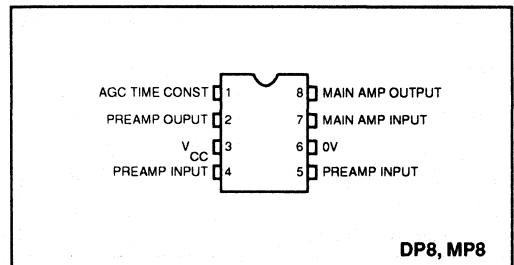 AGC TIME CONST 1 8 MAIN AMP OUTPUT
PREAMP OUPUT 2 7 MAIN AMP INPUT
VCC 3 6 0V
PREAMP INPUT 4 5 PREAMP INPUT
DP8, MP8